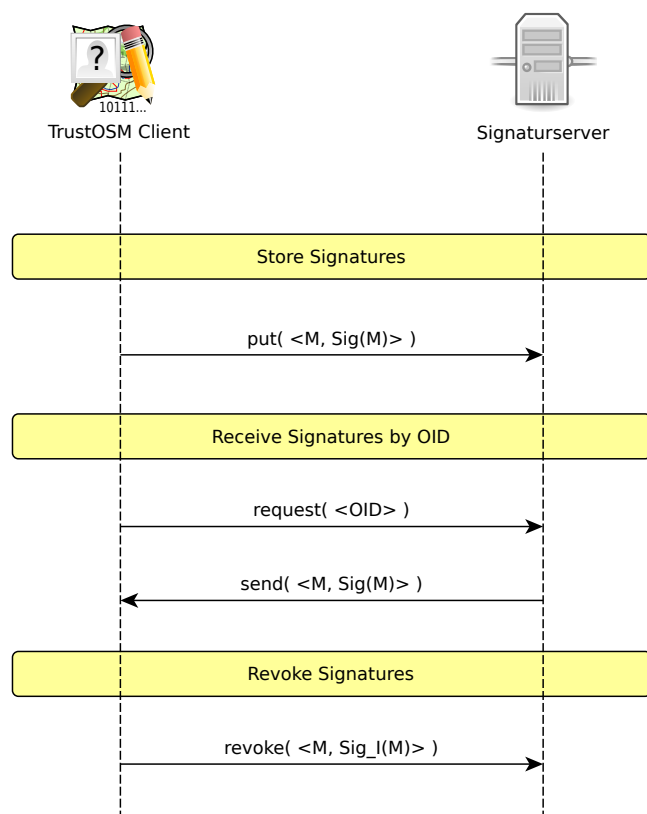 ?
10111...
TrustOSM Client
Signaturserver
Store Signatures
put( <M, Sig(M)> )
Receive Signatures by OID
request( <OID> )
send( <M, Sig(M)> )
Revoke Signatures
revoke( <M, Sig_I(M)> )